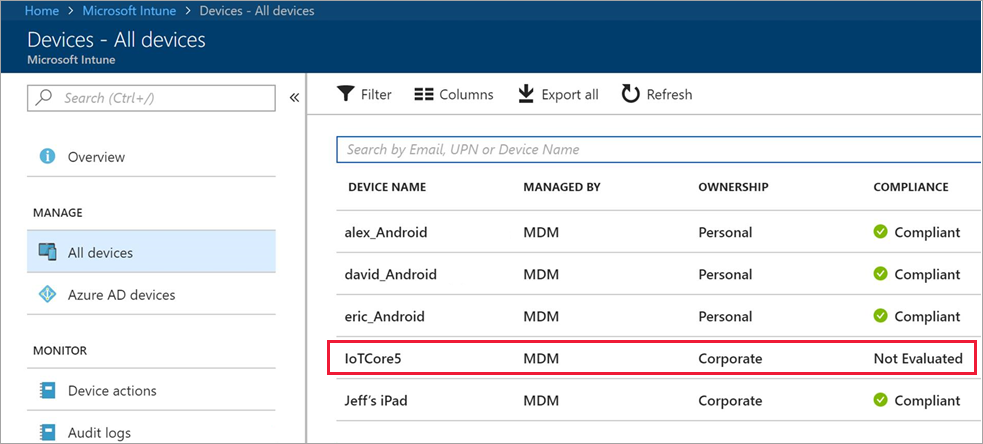 Home > Microsoft Intune > Devices - All devices
Devices - All devices
Microsoft Intune
Search (Ctrl+/)
«
Overview
MANAGE
All devices
Azure AD devices
MONITOR
Device actions
Audit logs
Filter Columns Export all Refresh
Search by Email, UPN or Device Name
DEVICE NAME MANAGED BY OWNERSHIP COMPLIANCE
alex_Android MDM Personal Compliant
david_Android MDM Personal Compliant
eric_Android MDM Personal Compliant
IoTCore5 MDM Corporate Not Evaluated
Jeff's iPad MDM Corporate Compliant